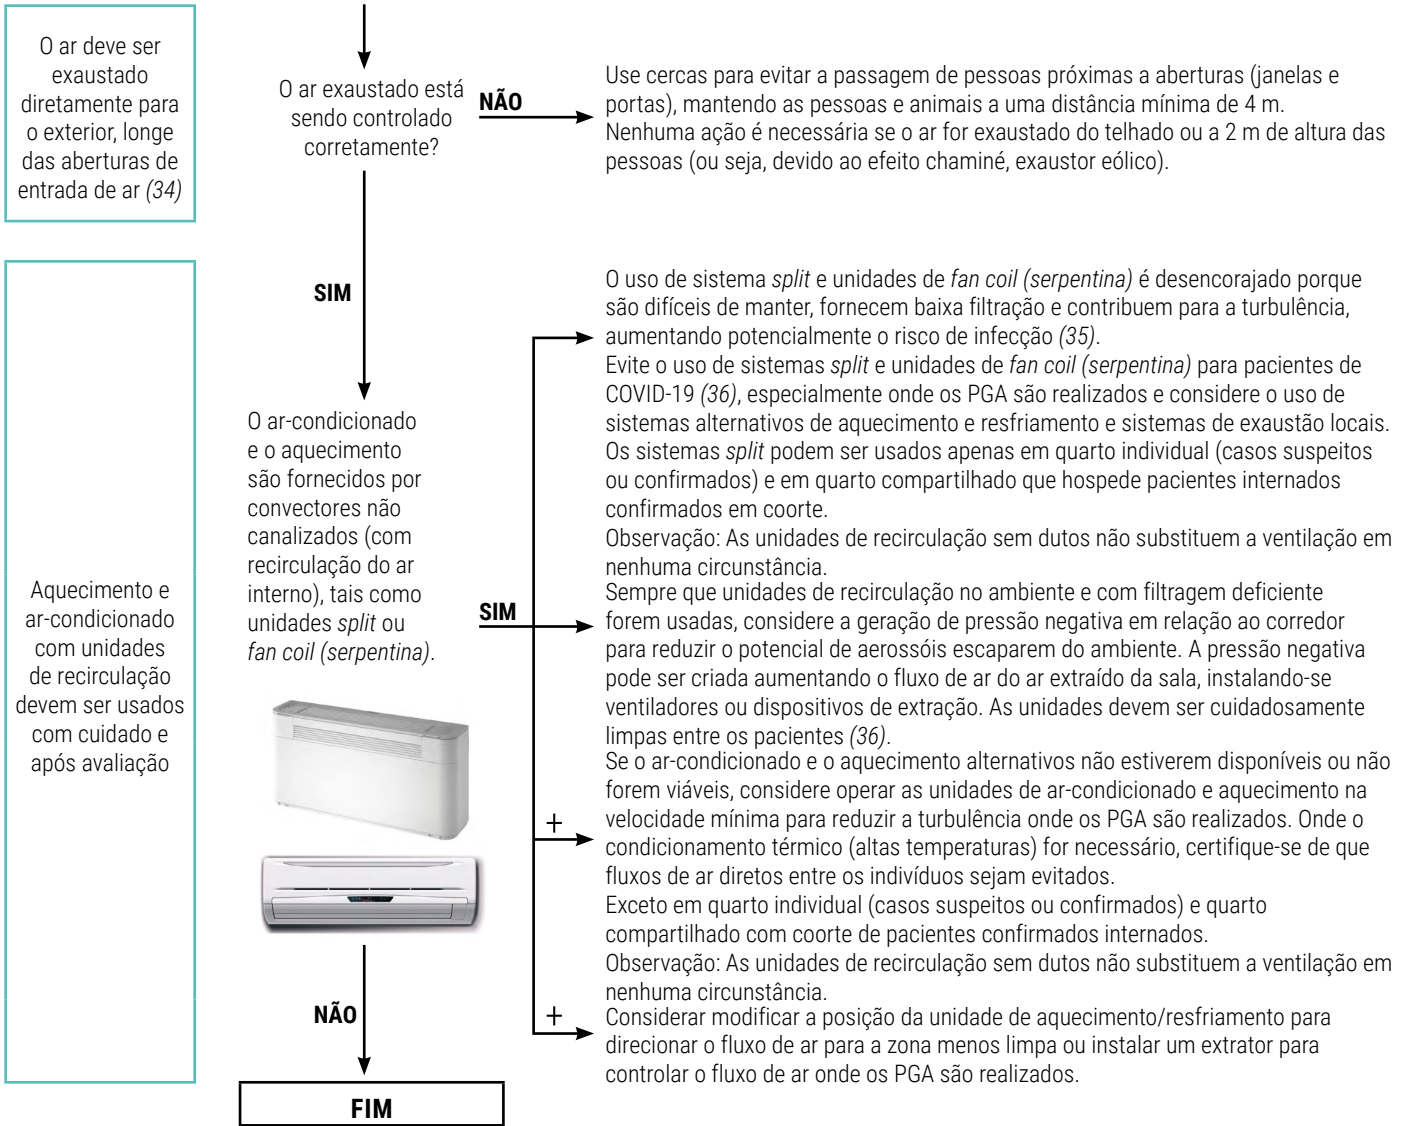 O ar deve ser
exaustado
diretamente para
o exterior, longe
das aberturas de
entrada de ar (34)
O ar exaustado está
sendo controlado
corretamente?
NÃO
Use cercas para evitar a passagem de pessoas próximas a aberturas (janelas e
portas), mantendo as pessoas e animais a uma distância mínima de 4 m.
Nenhuma ação é necessária se o ar for exaustado do telhado ou a 2 m de altura das
pessoas (ou seja, devido ao efeito chaminé, exaustor eólico).
SIM
Aquecimento e
ar-condicionado
com unidades
de recirculação
devem ser usados
com cuidado e
após avaliação
O ar-condicionado
e o aquecimento
são fornecidos por
convectores não
canalizados (com
recirculação do ar
interno), tais como
unidades split ou
fan coil (serpentina).
SIM
O uso de sistema split e unidades de fan coil (serpentina) é desencorajado porque
são difíceis de manter, fornecem baixa filtração e contribuem para a turbulência,
aumentando potencialmente o risco de infecção (35).
Evite o uso de sistemas split e unidades de fan coil (serpentina) para pacientes de
COVID-19 (36), especialmente onde os PGA são realizados e considere o uso de
sistemas alternativos de aquecimento e resfriamento e sistemas de exaustão locais.
Os sistemas split podem ser usados apenas em quarto individual (casos suspeitos
ou confirmados) e em quarto compartilhado que hospede pacientes internados
confirmados em coorte.
Observação: As unidades de recirculação sem dutos não substituem a ventilação em
nenhuma circunstância.
Sempre que unidades de recirculação no ambiente e com filtragem deficiente
forem usadas, considere a geração de pressão negativa em relação ao corredor
para reduzir o potencial de aerossóis escaparem do ambiente. A pressão negativa
pode ser criada aumentando o fluxo de ar do ar extraído da sala, instalando-se
ventiladores ou dispositivos de extração. As unidades devem ser cuidadosamente
limpas entre os pacientes (36).
+
Se o ar-condicionado e o aquecimento alternativos não estiverem disponíveis ou não
forem viáveis, considere operar as unidades de ar-condicionado e aquecimento na
velocidade mínima para reduzir a turbulência onde os PGA são realizados. Onde o
condicionamento térmico (altas temperaturas) for necessário, certifique-se de que
fluxos de ar diretos entre os indivíduos sejam evitados.
Exceto em quarto individual (casos suspeitos ou confirmados) e quarto
compartilhado com coorte de pacientes confirmados internados.
Observação: As unidades de recirculação sem dutos não substituem a ventilação em
nenhuma circunstância.
+
Considerar modificar a posição da unidade de aquecimento/resfriamento para
direcionar o fluxo de ar para a zona menos limpa ou instalar um extrator para
controlar o fluxo de ar onde os PGA são realizados.
NÃO
FIM